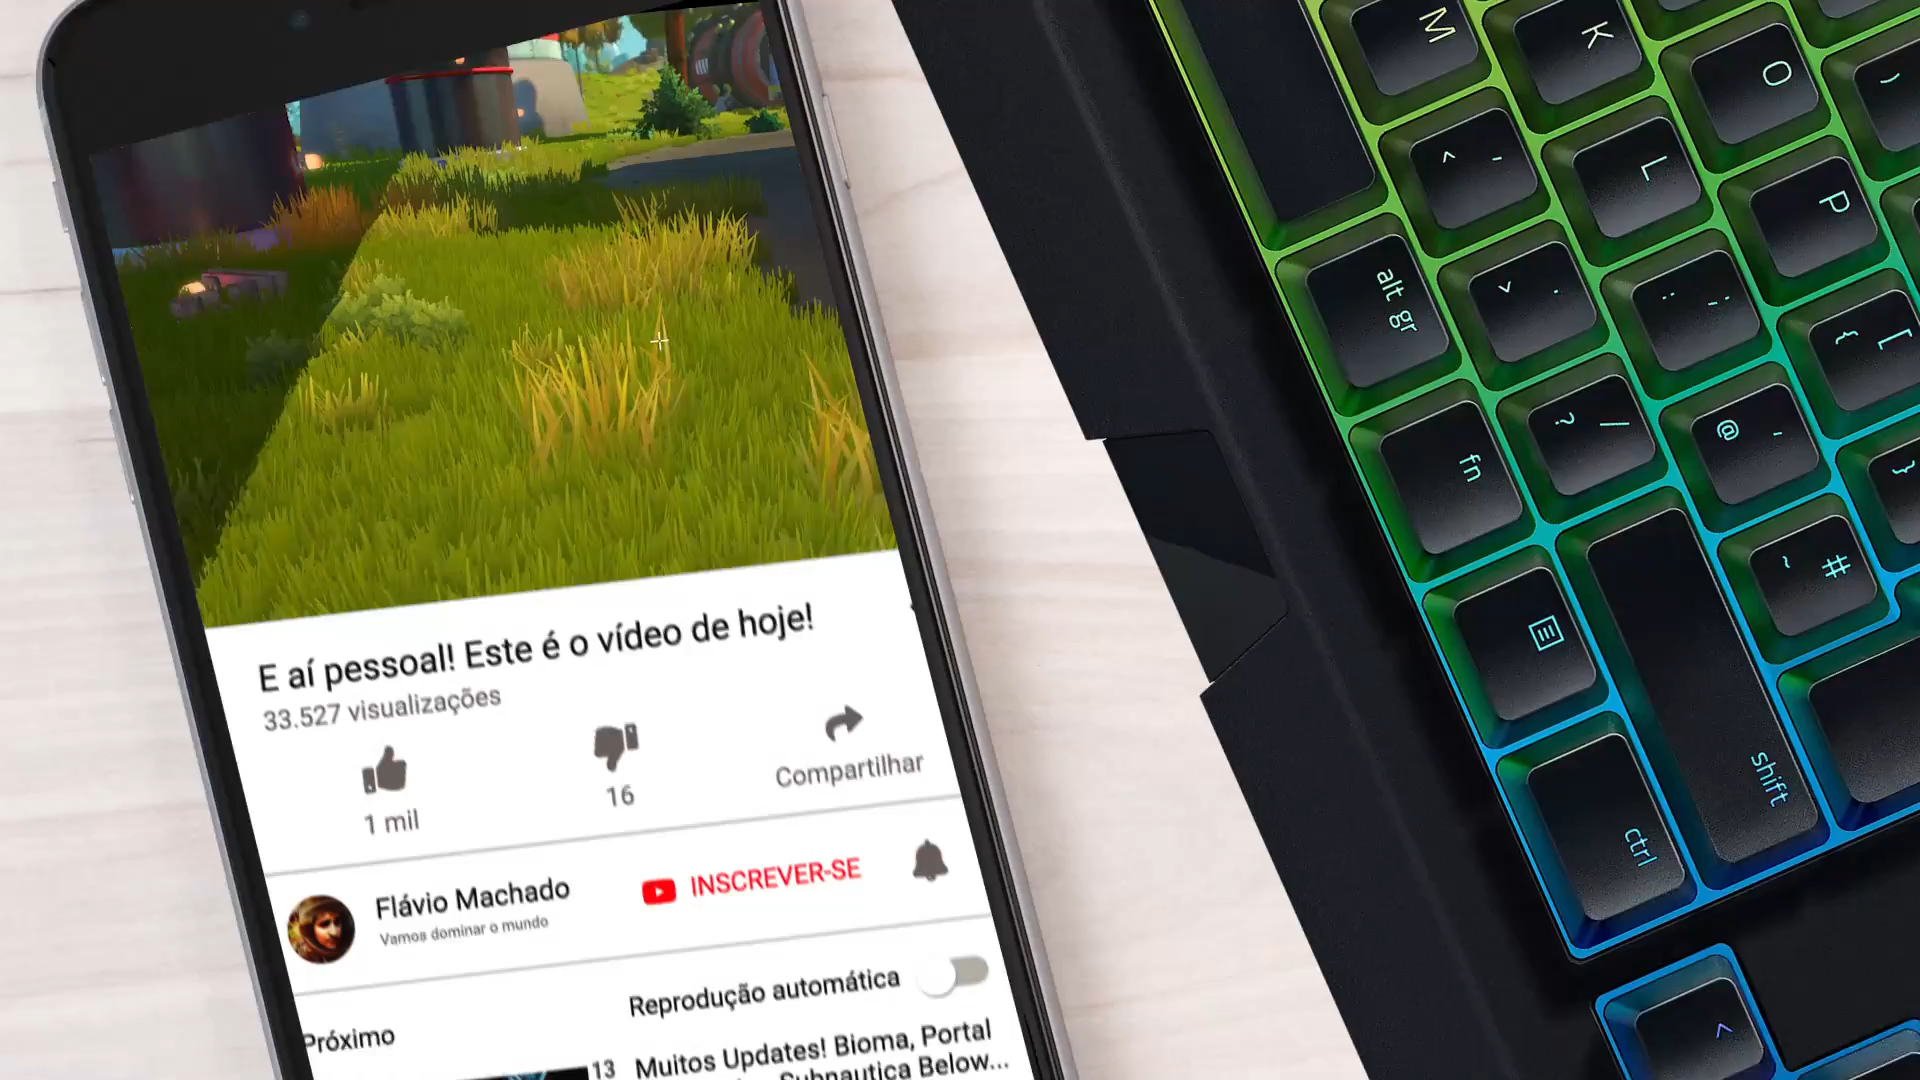 E aí pessoal! Este é o vídeo de hoje!
33.527 visualizações
1 mil
16
Compartilhar
Flávio Machado
Vamos dominar o mundo
INSCREVER-SE
Reprodução automática
Próximo
13
Muitos Updates! Bioma, Portal
Subnautica Below...
M
K
O
L
P
alt gr
fn
shift
ctrl
@
#
~
?
/
[
{
}
^